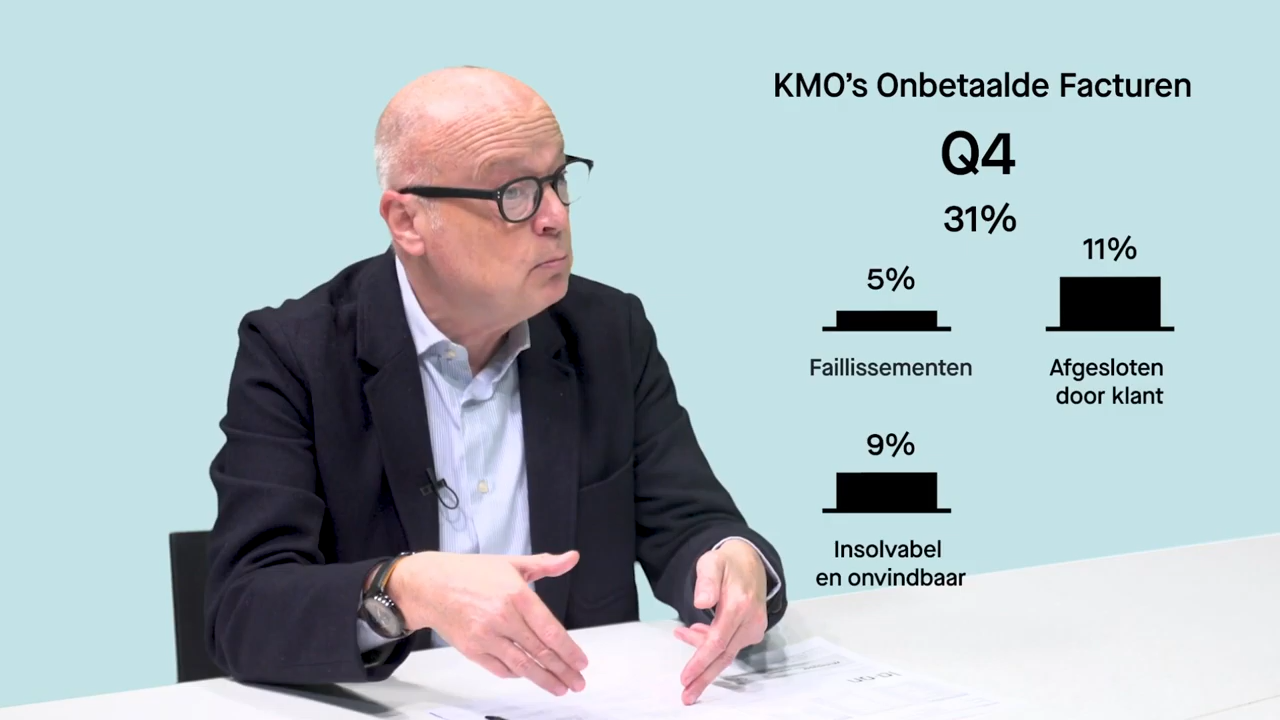 KMO's Onbetaalde Facturen
Q4
31%
5%
11%
Faillissementen
Afgesloten
door klant
9%
Insolvabel
en onvindbaar